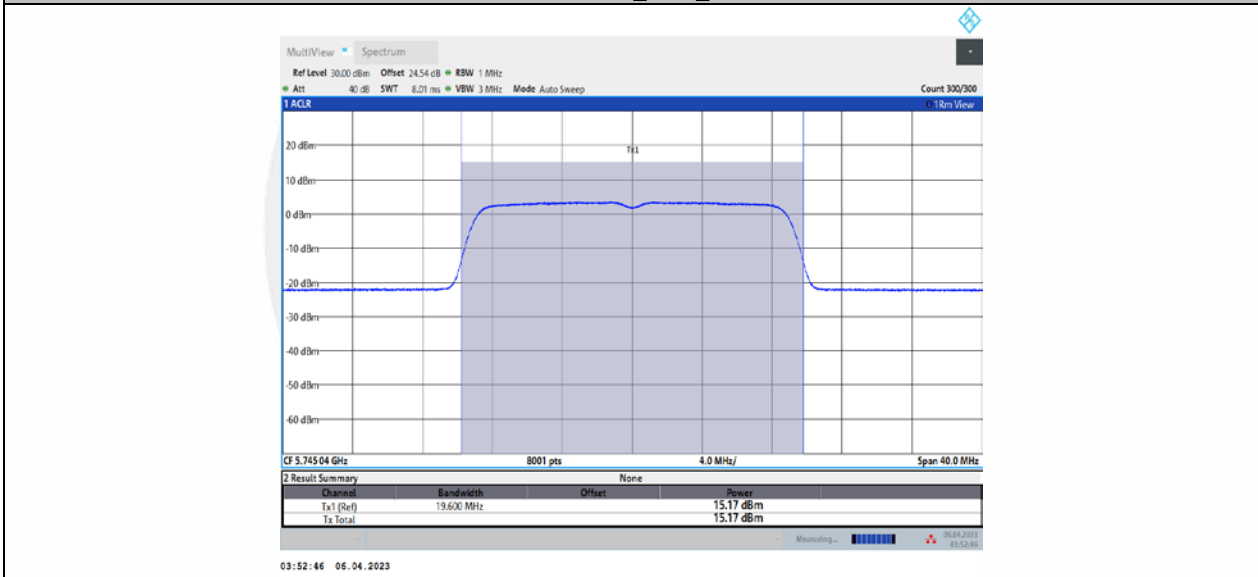 MultiView Spectrum
Ref Level 30.00 dBm Offset 24.54 dB RBW 1 MHz
Att 40 dB SWT 8.01 ms VBW 3 MHz Mode Auto Sweep Count 300/300
1 ACLR 1Rm View
Tx1
20 dBm
10 dBm
0 dBm
-10 dBm
-20 dBm
-30 dBm
-40 dBm
-50 dBm
-60 dBm
CF 5.745 04 GHz 8001 pts 4.0 MHz/ Span 40.0 MHz
2 Result Summary None
Channel Bandwidth Offset Power
Tx1 (Ref) 19.600 MHz 15.17 dBm
Tx Total 15.17 dBm
Measuring... 06.04.2023
03:52:46
03:52:46 06.04.2023